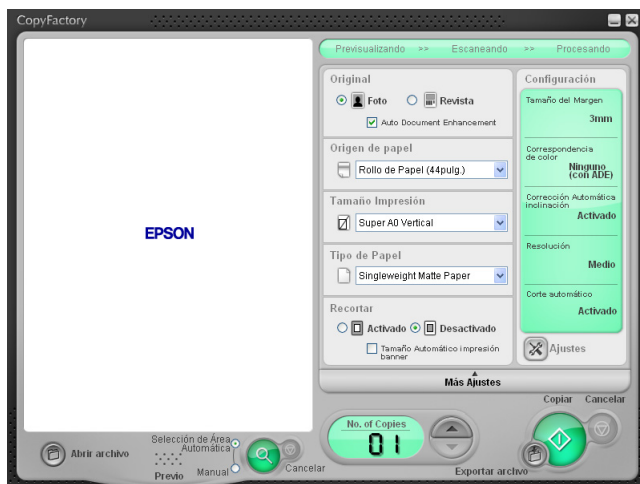 CopyFactory
Previsualizando >> Escaneando >> Procesando
Original
Foto Revista
Auto Document Enhancement
Origen de papel
Rollo de Papel (44pulg.)
Tamaño Impresión
Super A0 Vertical
Tipo de Papel
Singleweight Matte Paper
Recortar
Activado Desactivado
Tamaño Automático impresión
banner
Configuración
Tamaño del Margen
3mm
Correspondencia
de color
Ninguno
(con ADE)
Corrección Automática
inclinación
Activado
Resolución
Medio
Corte automático
Activado
Ajustes
Más Ajustes
EPSON
Abrir archivo
Selección de Área
Automática
Previo
Manual
Cancelar
No. of Copies
01
Copiar Cancelar
Exportar archivo